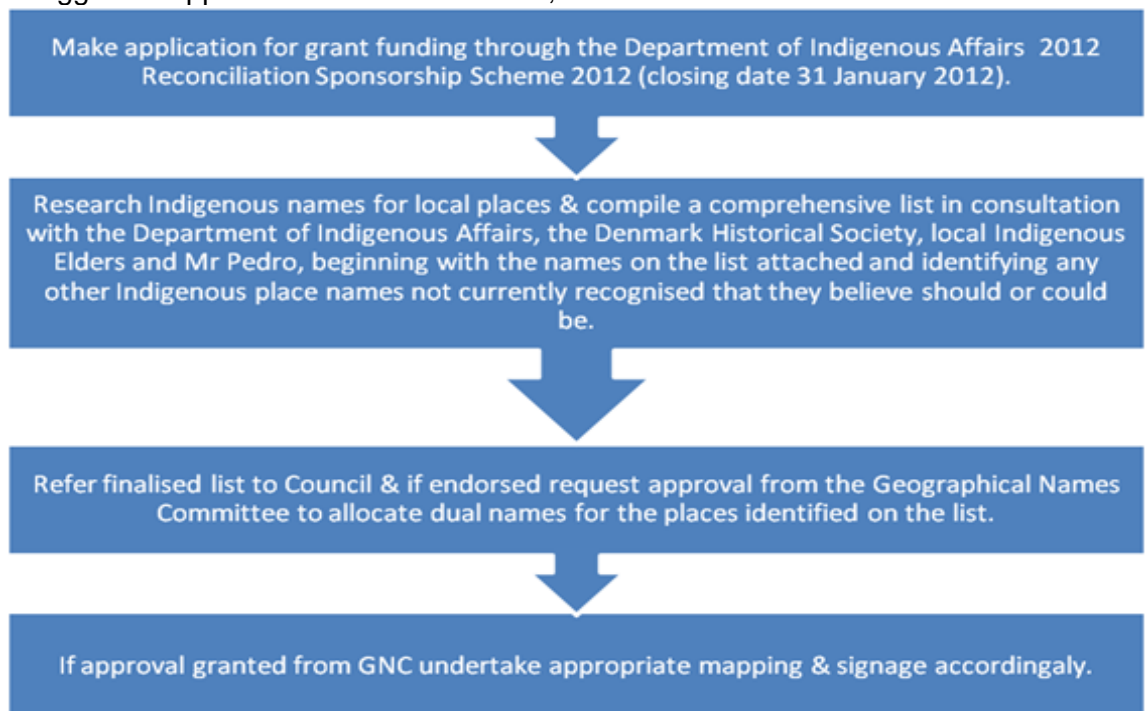 Make application for grant funding through the Department of Indigenous Affairs 2012
Reconciliation Sponsorship Scheme 2012 (closing date 31 January 2012).
Research Indigenous names for local places & compile a comprehensive list in consultation
with the Department of Indigenous Affairs, the Denmark Historical Society, local Indigenous
Elders and Mr Pedro, beginning with the names on the list attached and identifying any
other Indigenous place names not currently recognised that they believe should or could
be.
Refer finalised list to Council & if endorsed request approval from the Geographical Names
Committee to allocate dual names for the places identified on the list.
If approval granted from GNC undertake appropriate mapping & signage accordingaly.